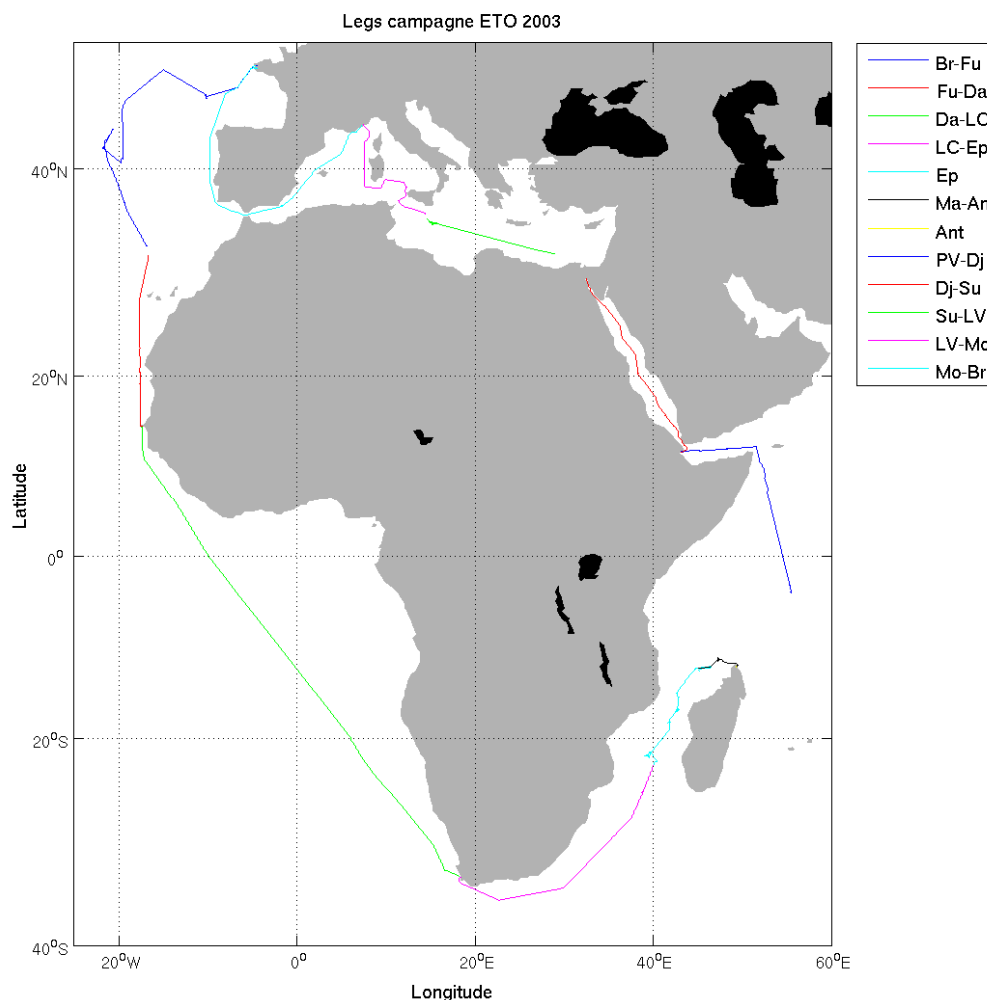 Legs campagne ETO 2003
Br-Fu
Fu-Da
Da-LC
LC-Ep
Ep
Ma-An
Ant
PV-Dj
Dj-Su
Su-LV
LV-Mo
Mo-Br
40°N
20°N
0°
20°S
40°S
Latitude
20°W
0°
20°E
40°E
60°E
Longitude